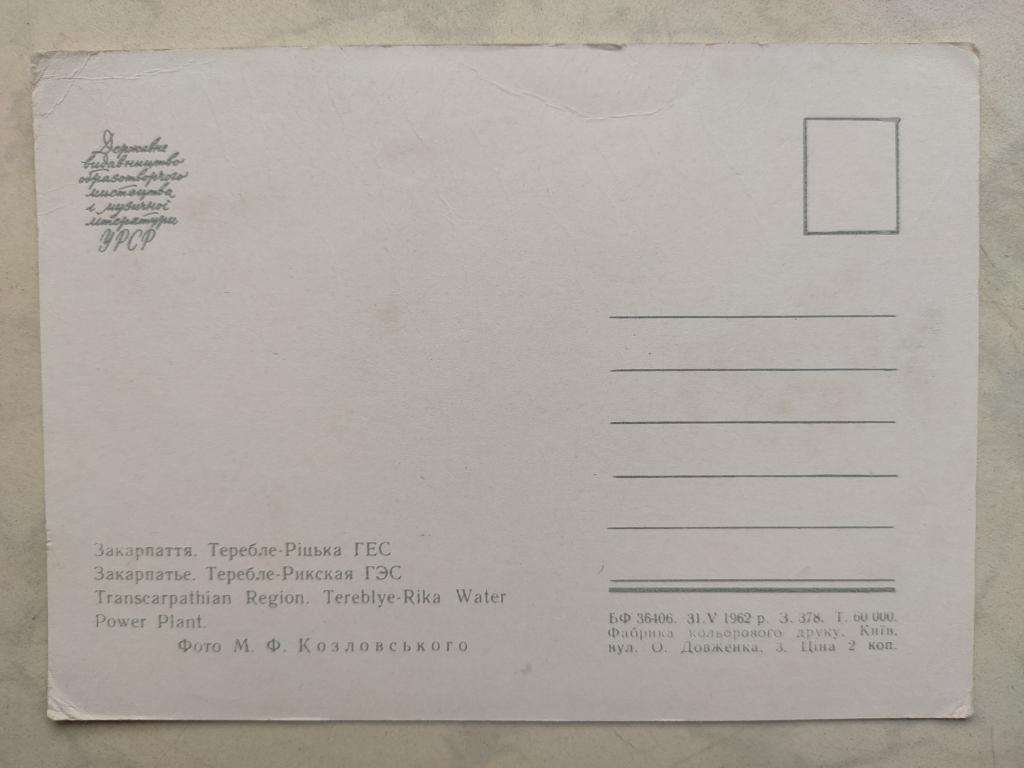 Державне
видавництво
образотворчого
мистецтва
і музичної
літератури
УРСР
Закарпаття. Теребле-Ріцька ГЕС
Закарпатье. Теребле-Рикская ГЭС
Transcarpathian Region. Tereblye-Rika Water
Power Plant.
Фото М. Ф. Козловського
БФ 36406. 31.V 1962 р. З. 378. Т. 60 000.
Фабрика кольорового друку. Київ,
вул. О. Довженка, 3. Ціна 2 коп.